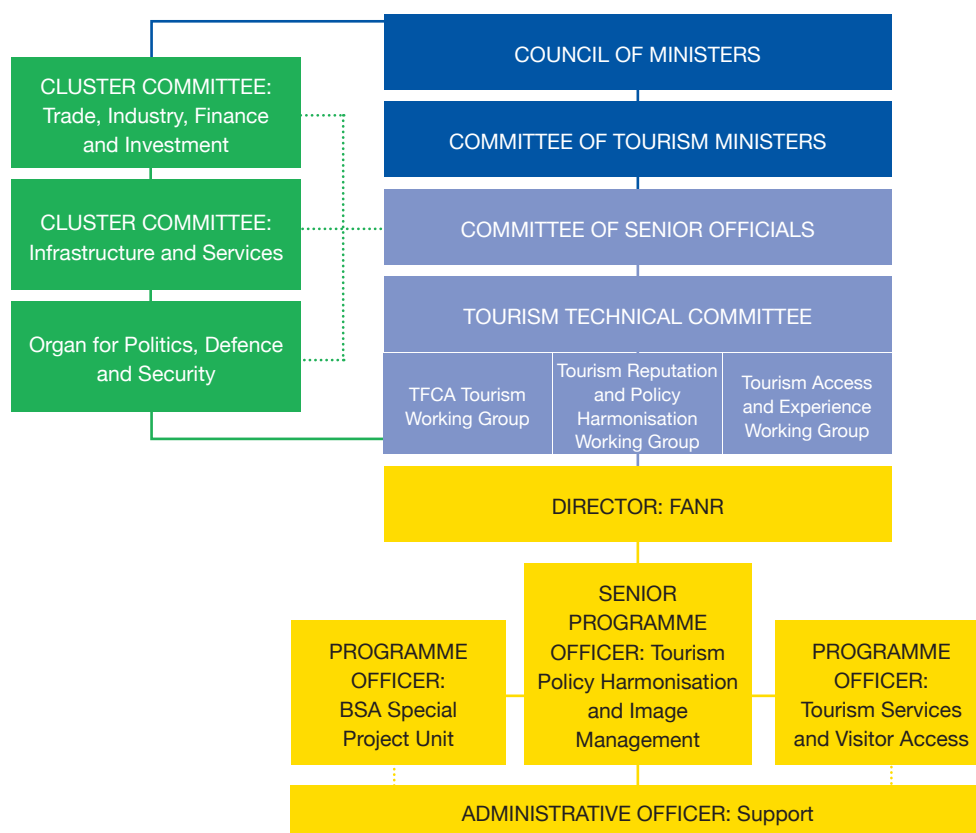 COUNCIL OF MINISTERS
CLUSTER COMMITTEE:
Trade, Industry, Finance
and Investment
COMMITTEE OF TOURISM MINISTERS
CLUSTER COMMITTEE:
Infrastructure and Services
COMMITTEE OF SENIOR OFFICIALS
Organ for Politics, Defence
and Security
TOURISM TECHNICAL COMMITTEE
TFCA Tourism
Working Group
Tourism Reputation
and Policy
Harmonisation
Working Group
Tourism Access
and Experience
Working Group
DIRECTOR: FANR
SENIOR
PROGRAMME
OFFICER: Tourism
Policy Harmonisation
and Image
Management
PROGRAMME
OFFICER:
BSA Special
Project Unit
PROGRAMME
OFFICER:
Tourism Services
and Visitor Access
ADMINISTRATIVE OFFICER: Support